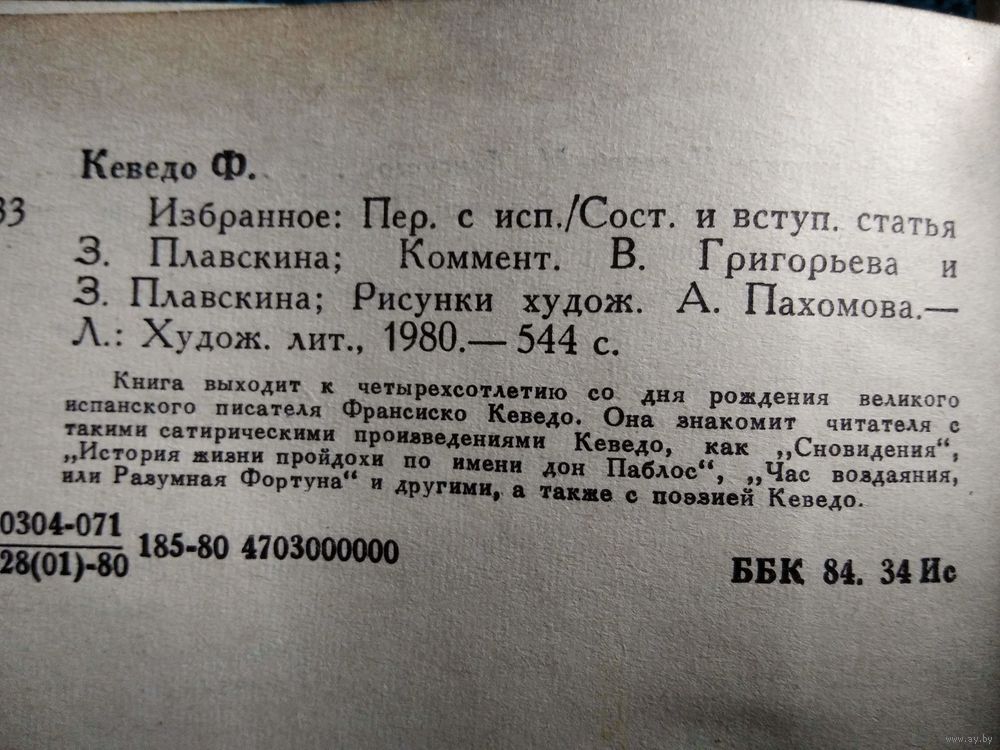 Кеведо Ф.
33 Избранное: Пер. с исп./Сост. и вступ. статья
З. Плавскина; Коммент. В. Григорьева и
З. Плавскина; Рисунки худож. А. Пахомова.—
Л.: Худож. лит., 1980.— 544 с.
Книга выходит к четырехсотлетию со дня рождения великого
испанского писателя Франсиско Кеведо. Она знакомит читателя с
такими сатирическими произведениями Кеведо, как „Сновидения“,
„История жизни пройдохи по имени дон Паблос“, „Час воздаяния,
или Разумная Фортуна“ и другими, а также с поэзией Кеведо.
0304-071
28(01)-80
185-80 4703000000
ББК 84. 34 Ис
www.ay.by